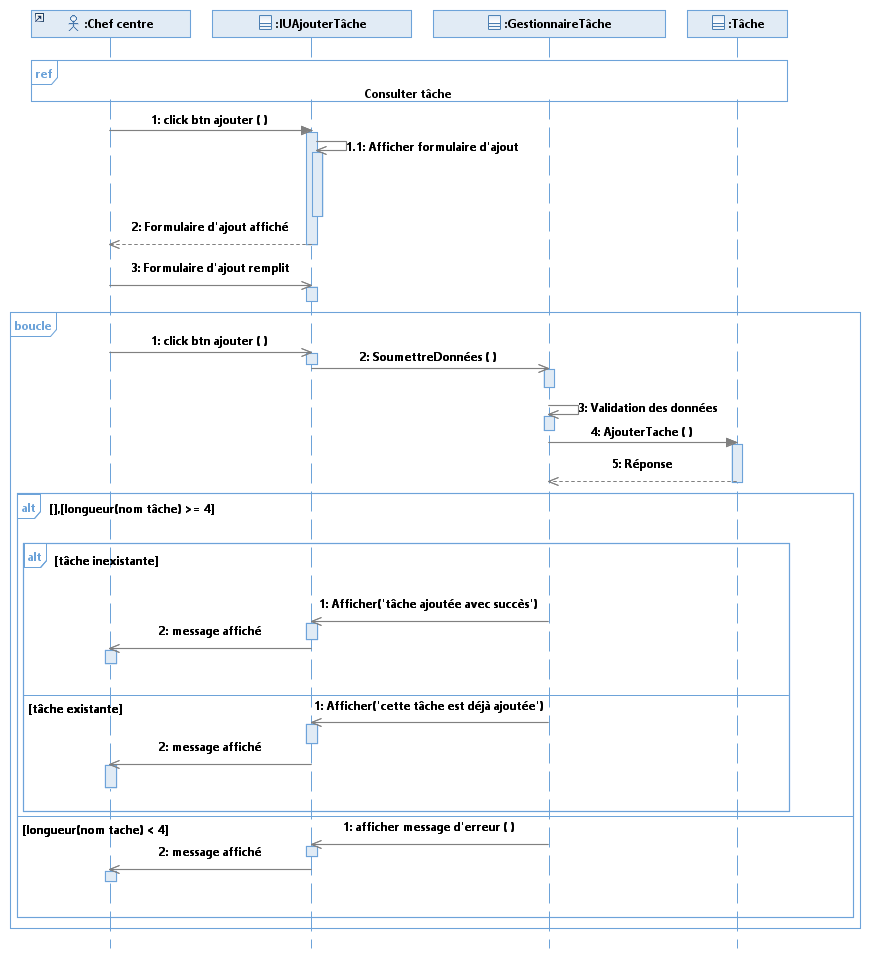 :Chef centre
:IUAjouterTâche
:GestionnaireTâche
:Tâche
ref
Consulter tâche
1: click btn ajouter ( )
1.1: Afficher formulaire d'ajout
2: Formulaire d'ajout affiché
3: Formulaire d'ajout remplit
boucle
1: click btn ajouter ( )
2: SoumettreDonnées ( )
3: Validation des données
4: AjouterTache ( )
5: Réponse
alt
[],[longueur(nom tâche) >= 4]
alt
[tâche inexistante]
1: Afficher('tâche ajoutée avec succès')
2: message affiché
[tâche existante]
1: Afficher('cette tâche est déjà ajoutée')
2: message affiché
[longueur(nom tache) < 4]
1: afficher message d'erreur ( )
2: message affiché